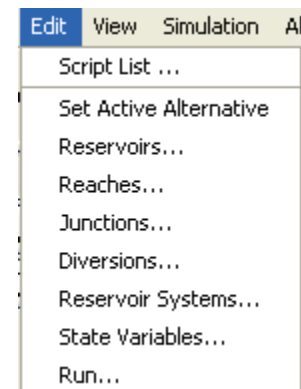 Edit View Simulation
Script List ...
Set Active Alternative
Reservoirs...
Reaches...
Junctions...
Diversions...
Reservoir Systems...
State Variables...
Run...